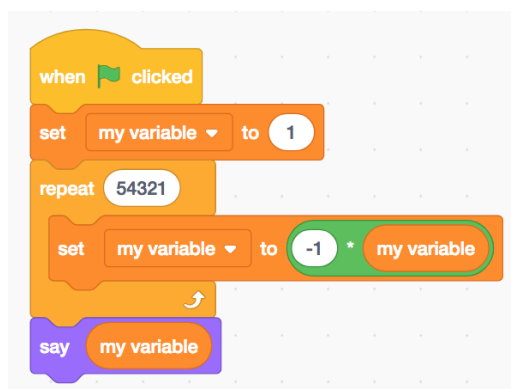 when clicked
set my variable to 1
repeat 54321
set my variable to -1 * my variable
say my variable